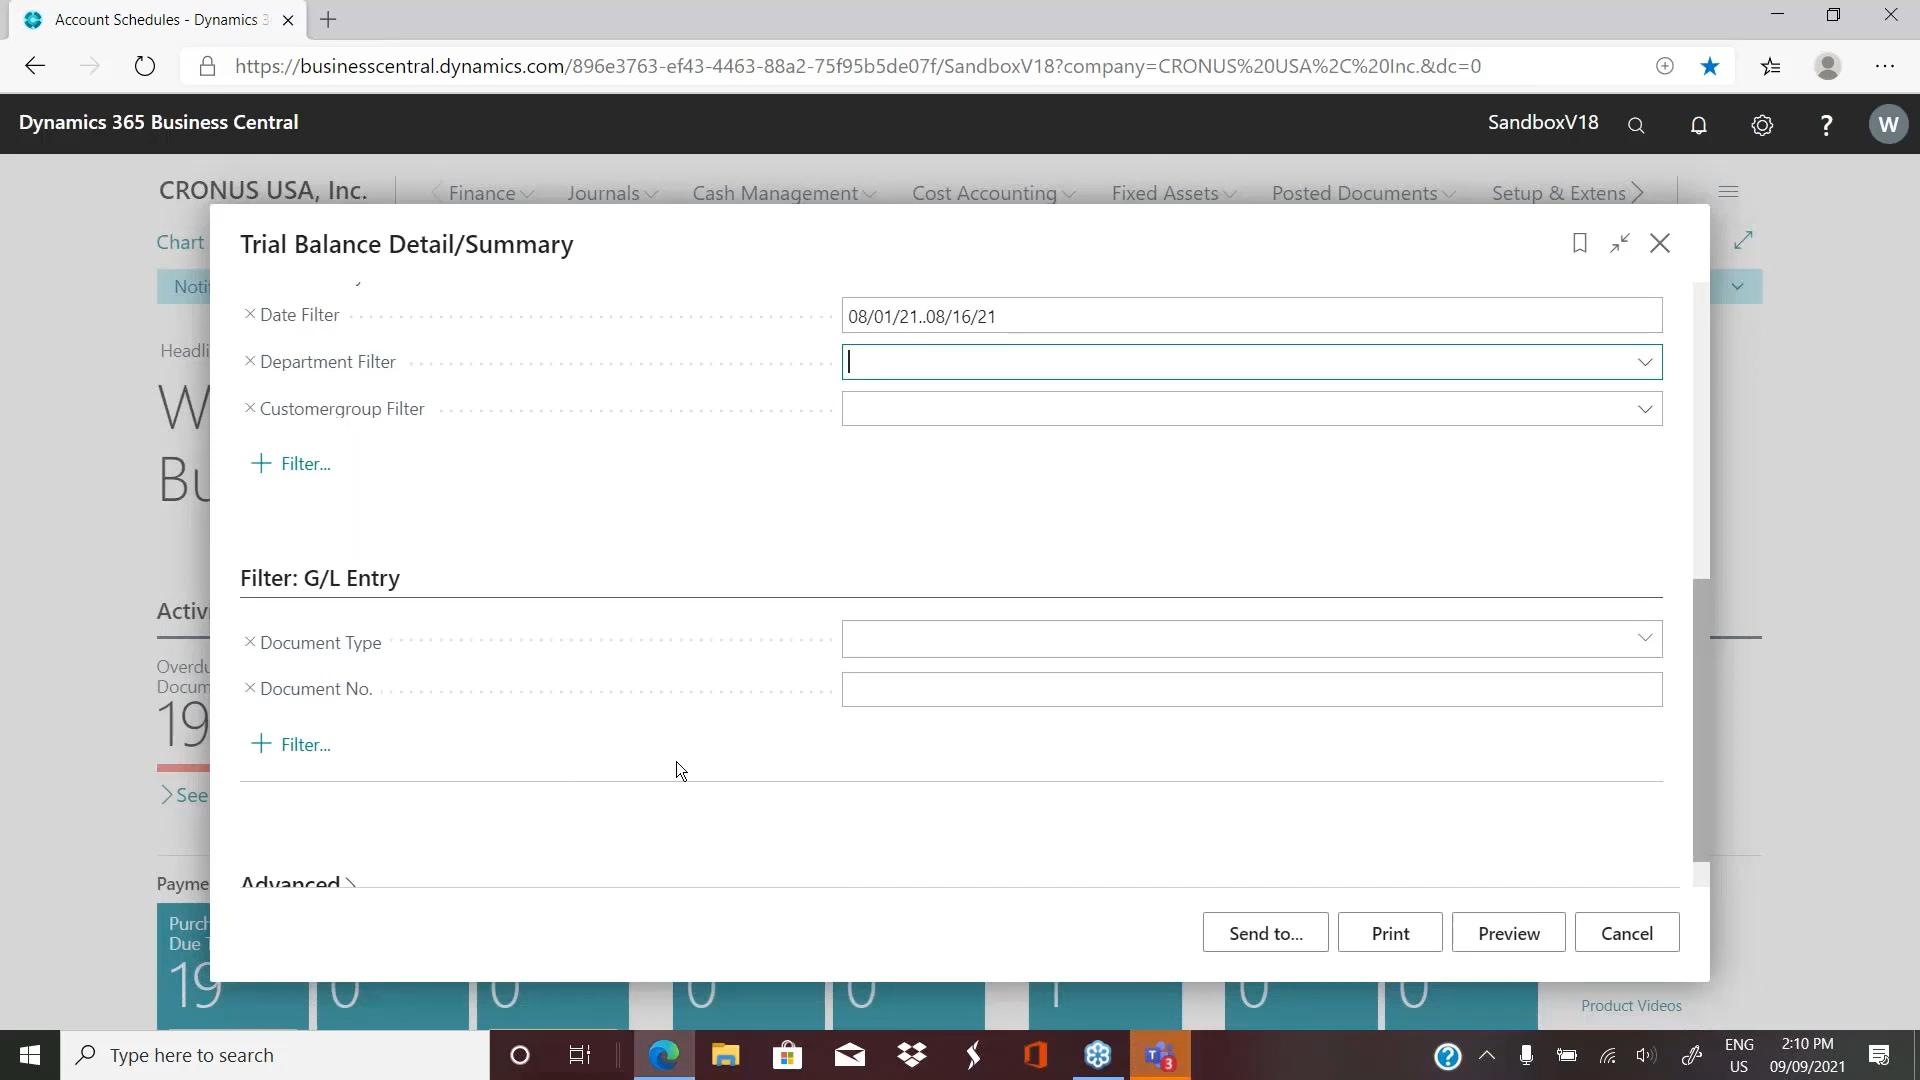 Account Schedules - Dynamics 3
https://businesscentral.dynamics.com/896e3763-ef43-4463-88a2-75f95b5de07f/SandboxV18?company=CRONUS%20USA%2C%20Inc.&dc=0
Dynamics 365 Business Central
SandboxV18
?
W
CRONUS USA, Inc.
Finance
Journals
Cash Management
Cost Accounting
Fixed Assets
Posted Documents
Setup & Extens
Chart
Noti
Headli
W
Bu
Activ
Overdu
Docum
19
See
Payme
Purch
Due T
19
0
0
0
0
1
0
0
Product Videos
Trial Balance Detail/Summary
Date Filter
08/01/21..08/16/21
Department Filter
Customergroup Filter
Filter...
Filter: G/L Entry
Document Type
Document No.
Filter...
Advanced
Send to...
Print
Preview
Cancel
Type here to search
3
ENG
US
2:10 PM
09/09/2021